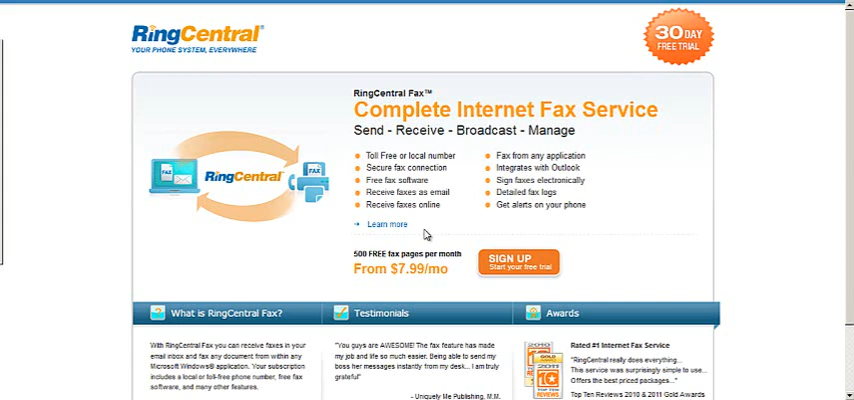 RingCentral®
YOUR PHONE SYSTEM, EVERYWHERE
30 DAY
FREE TRIAL
RingCentral Fax™
Complete Internet Fax Service
Send - Receive - Broadcast - Manage
Toll Free or local number
Secure fax connection
Free fax software
Receive faxes as email
Receive faxes online
Fax from any application
Integrates with Outlook
Sign faxes electronically
Detailed fax logs
Get alerts on your phone
FAX
RingCentral
FAX
Learn more
500 FREE fax pages per month
From $7.99/mo
SIGN UP
Start your free trial
What is RingCentral Fax?
Testimonials
Awards
With RingCentral Fax you can receive faxes in your
email inbox and fax any document from within any
Microsoft Windows® application. Your subscription
includes a local or toll-free phone number, free fax
software, and many other features.
"You guys are AWESOME! The fax feature has made
my job and life so much easier. Being able to send my
boss her messages instantly from my desk... I am truly
grateful"
- Uniquely Me Publishing, M.M.
GOLD
AWARD
TOP TEN
REVIEWS
Rated #1 Internet Fax Service
"RingCentral really does everything...
This service was surprisingly simple to use...
Offers the best priced packages..."
Top Ten Reviews 2010 & 2011 Gold Awards